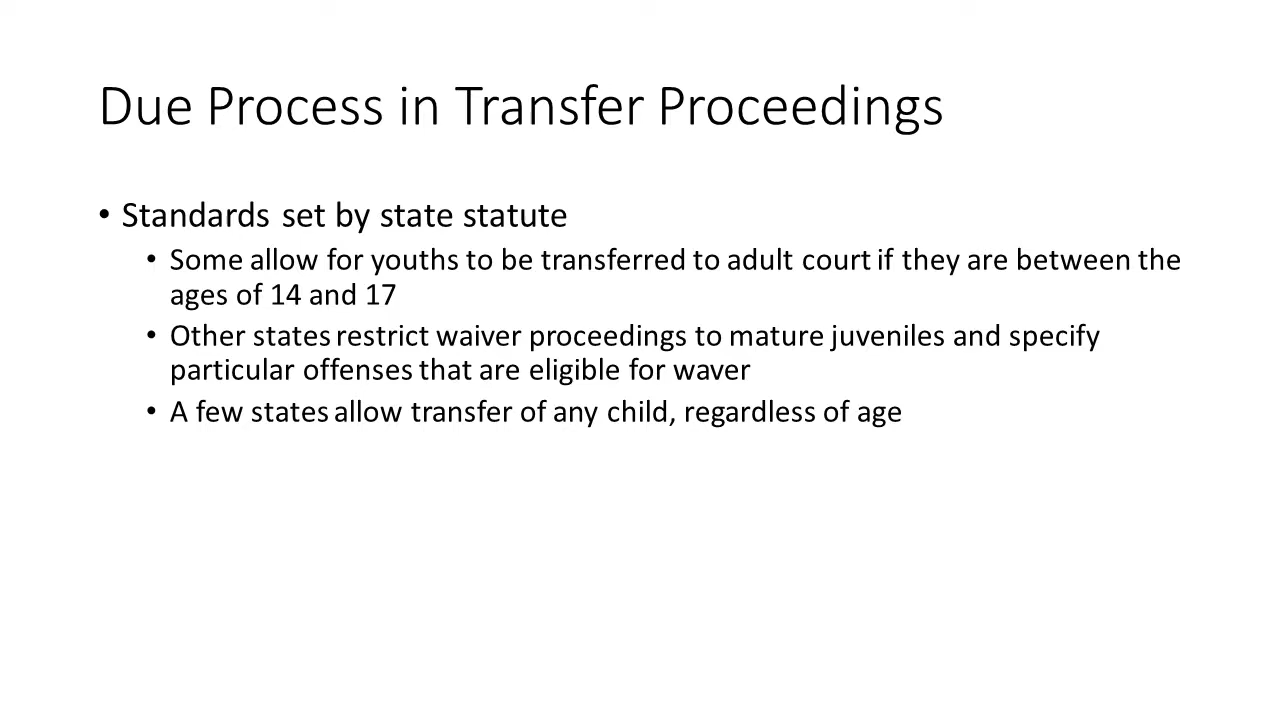 Due Process in Transfer Proceedings
• Standards set by state statute
• Some allow for youths to be transferred to adult court if they are between the
ages of 14 and 17
• Other states restrict waiver proceedings to mature juveniles and specify
particular offenses that are eligible for waver
• A few states allow transfer of any child, regardless of age